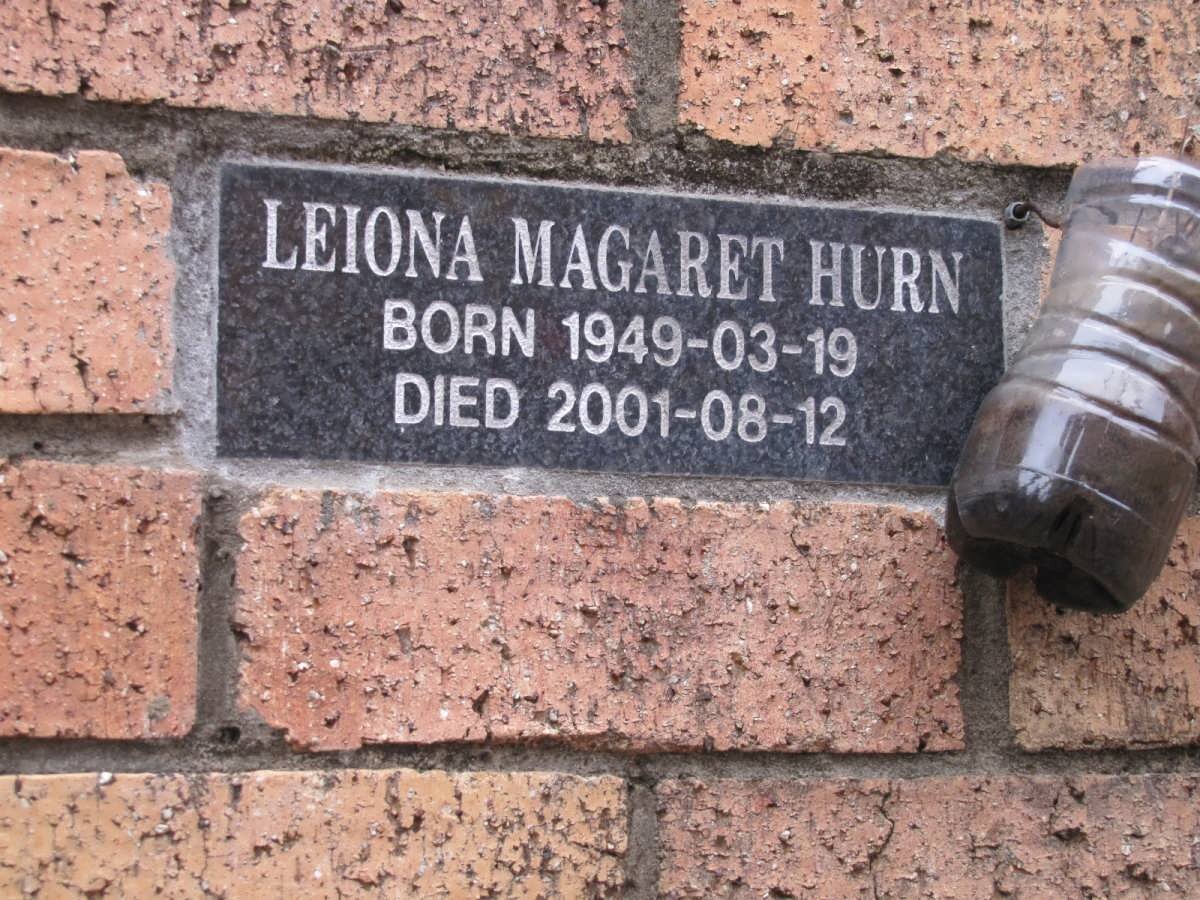 LEIONA MAGARET HURN
BORN 1949-03-19
DIED 2001-08-12